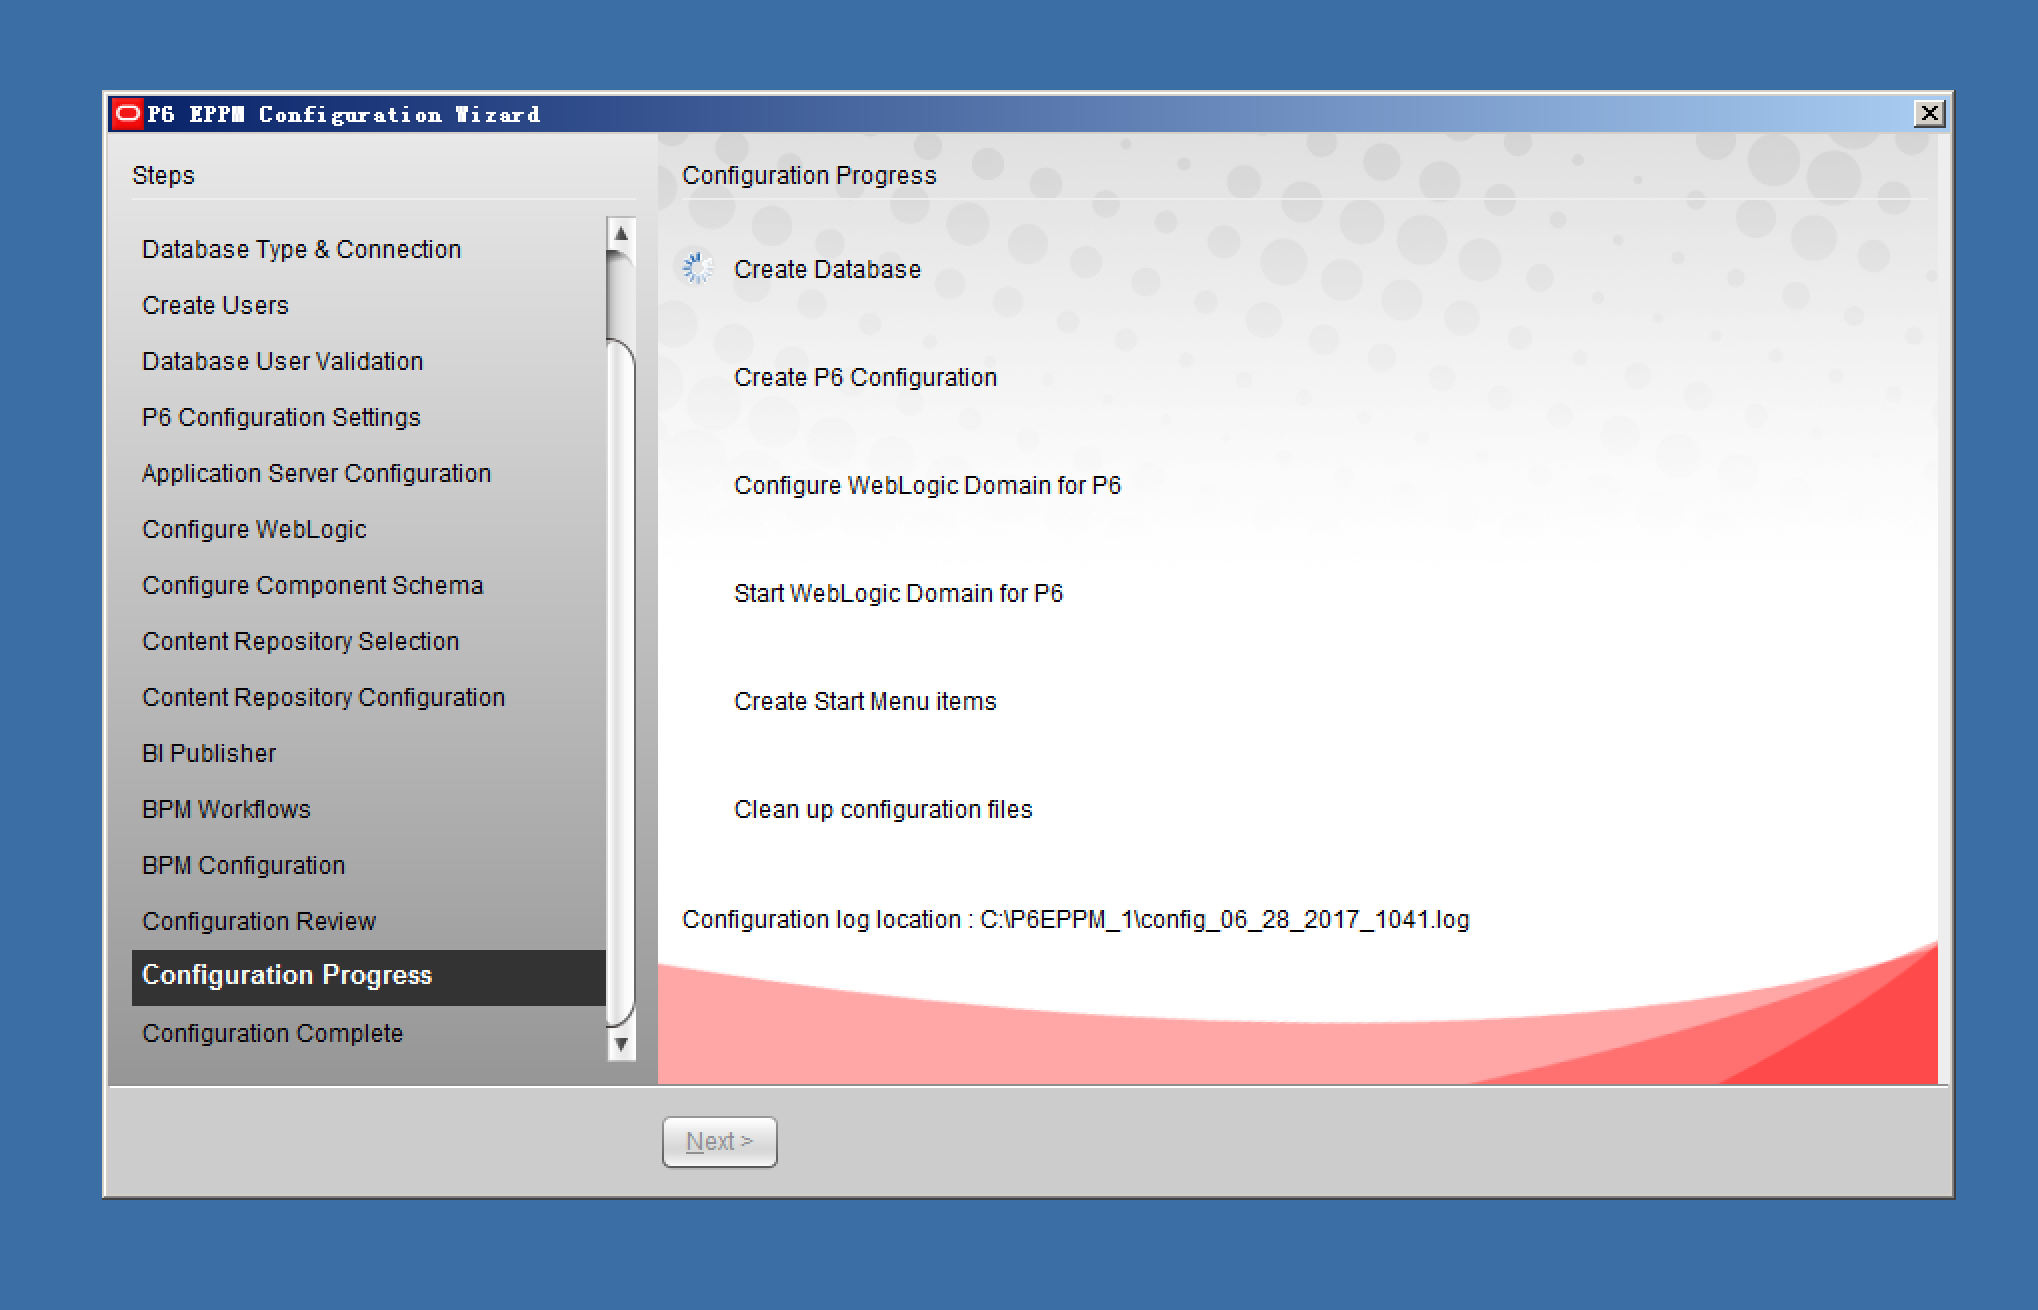 P6 EPPM Configuration Wizard
Steps
Database Type & Connection
Create Users
Database User Validation
P6 Configuration Settings
Application Server Configuration
Configure WebLogic
Configure Component Schema
Content Repository Selection
Content Repository Configuration
BI Publisher
BPM Workflows
BPM Configuration
Configuration Review
Configuration Progress
Configuration Complete
Configuration Progress
Create Database
Create P6 Configuration
Configure WebLogic Domain for P6
Start WebLogic Domain for P6
Create Start Menu items
Clean up configuration files
Configuration log location : C:\P6EPPM_1\config_06_28_2017_1041.log
Next >